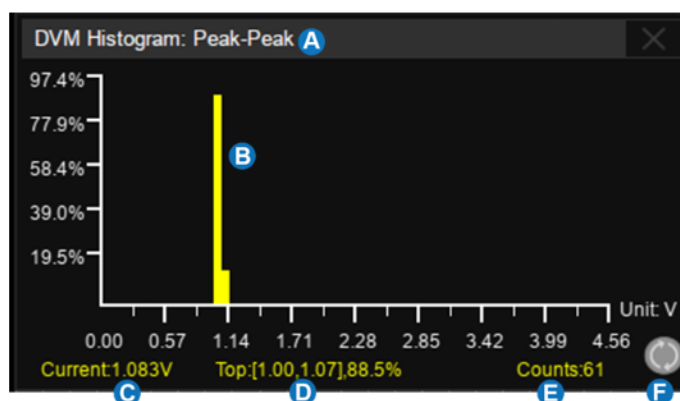 DVM Histogram: Peak-Peak A
97.4%
77.9%
58.4% B
39.0%
19.5%
Unit: V
0.00 0.57 1.14 1.71 2.28 2.85 3.42 3.99 4.56
Current:1.083V Top:[1.00,1.07],88.5% Counts:61
C D E F